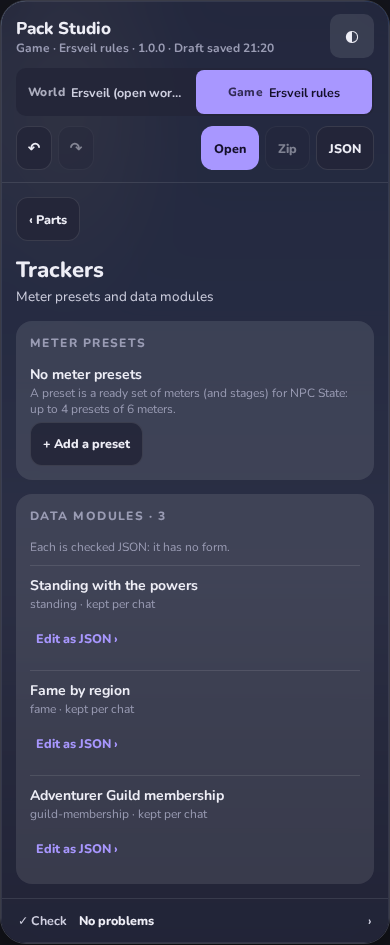 Pack Studio
Game · Ersveil rules · 1.0.0 · Draft saved 21:20
World Ersveil (open wor...
Game Ersveil rules
Open Zip JSON
‹ Parts
Trackers
Meter presets and data modules
METER PRESETS
No meter presets
A preset is a ready set of meters (and stages) for NPC State:
up to 4 presets of 6 meters.
+ Add a preset
DATA MODULES · 3
Each is checked JSON: it has no form.
Standing with the powers
standing · kept per chat
Edit as JSON ›
Fame by region
fame · kept per chat
Edit as JSON ›
Adventurer Guild membership
guild-membership · kept per chat
Edit as JSON ›
✓ Check No problems ›